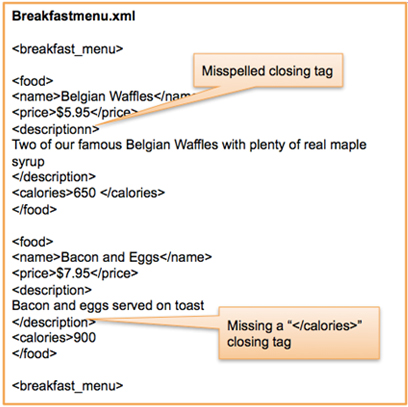 Breakfastmenu.xml
<breakfast_menu>
Misspelled closing tag
<food>
<name>Belgian Waffles</nam
<price>$5.95</price>
<descriptionn>
Two of our famous Belgian Waffles with plenty of real maple
syrup
</description>
<calories>650 </calories>
</food>
<food>
<name>Bacon and Eggs</name>
<price>$7.95</price>
<description>
Bacon and eggs served on toast
</description>
Missing a “</calories>”
closing tag
<calories>900
</food>
<breakfast_menu>